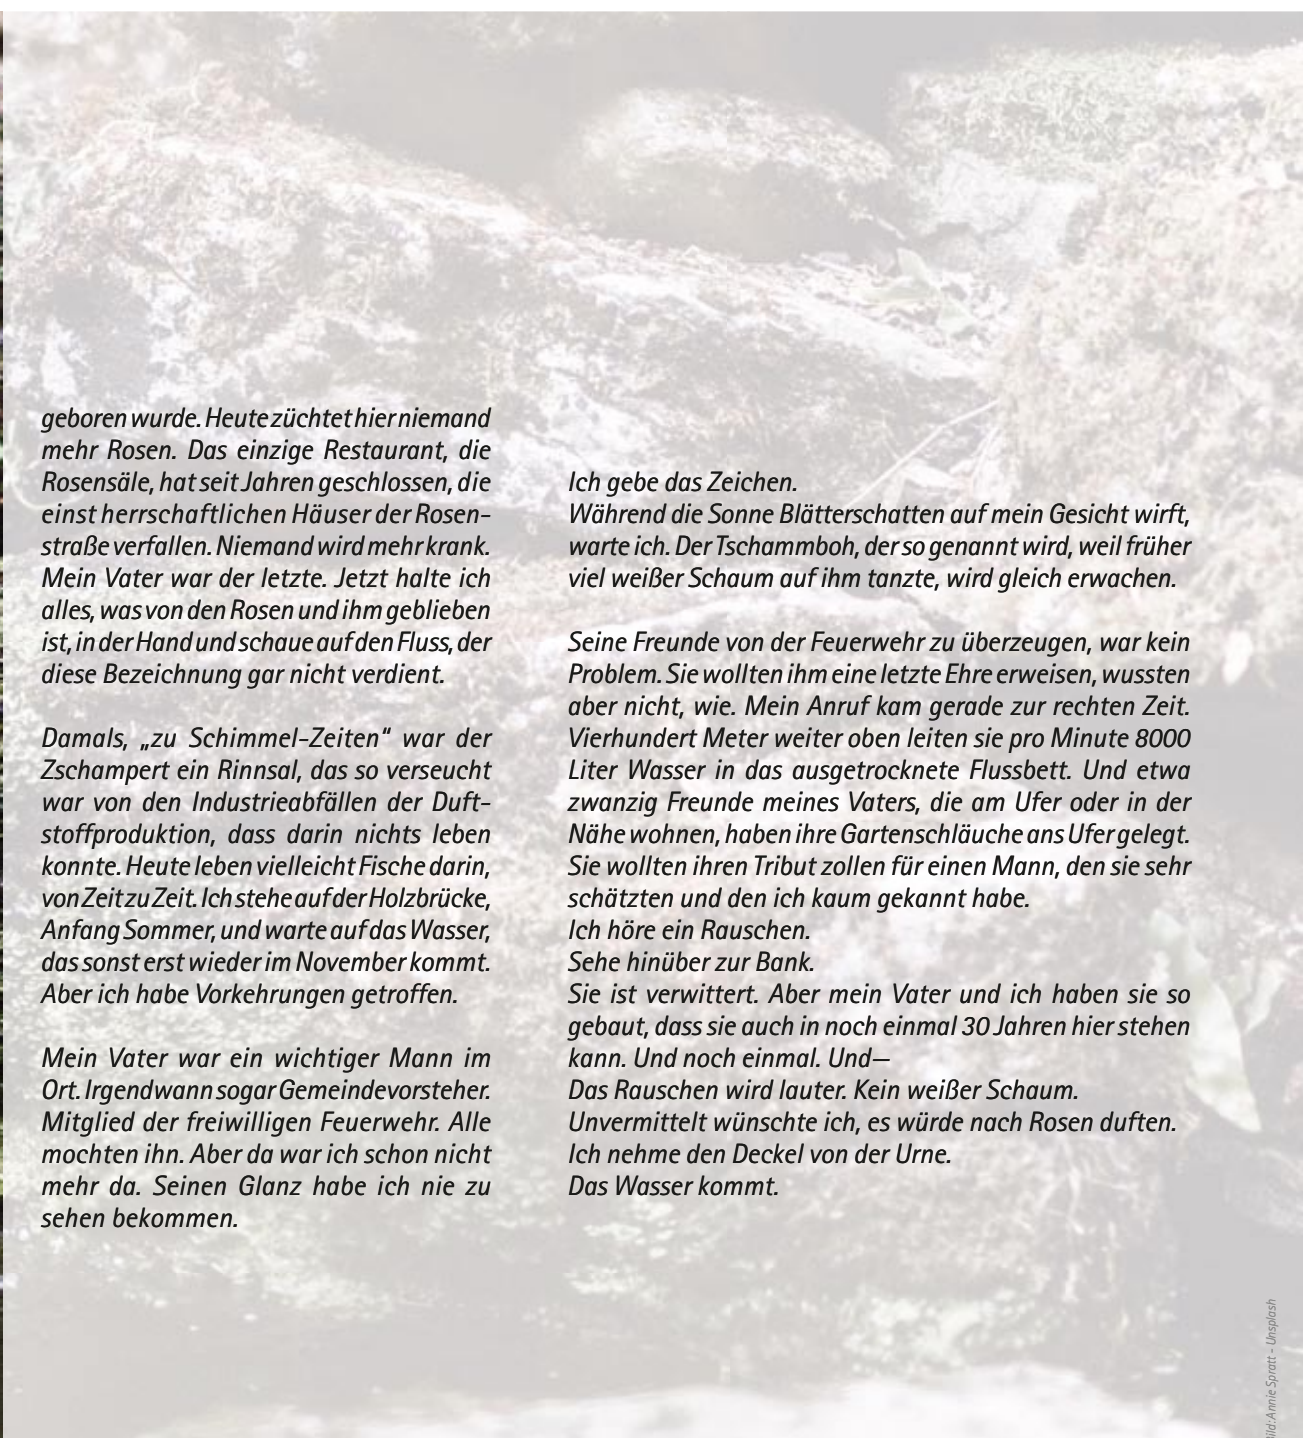 geboren wurde. Heute züchtet hier niemand
mehr Rosen. Das einzige Restaurant, die
Rosensäle, hat seit Jahren geschlossen, die
einst herrschaftlichen Häuser der Rosen-
straße verfallen. Niemand wird mehr krank.
Mein Vater war der letzte. Jetzt halte ich
alles, was von den Rosen und ihm geblieben
ist, in der Hand und schaue auf den Fluss, der
diese Bezeichnung gar nicht verdient.

Damals, „zu Schimmel-Zeiten“ war der
Zschampert ein Rinnsal, das so verseucht
war von den Industrieabfällen der Duft-
stoffproduktion, dass darin nichts leben
konnte. Heute leben vielleicht Fische darin,
von Zeit zu Zeit. Ich stehe auf der Holzbrücke,
Anfang Sommer, und warte auf das Wasser,
das sonst erst wieder im November kommt.
Aber ich habe Vorkehrungen getroffen.

Mein Vater war ein wichtiger Mann im
Ort. Irgendwann sogar Gemeindevorsteher.
Mitglied der freiwilligen Feuerwehr. Alle
mochten ihn. Aber da war ich schon nicht
mehr da. Seinen Glanz habe ich nie zu
sehen bekommen.

Ich gebe das Zeichen.
Während die Sonne Blätterschatten auf mein Gesicht wirft,
warte ich. Der Tschammboh, der so genannt wird, weil früher
viel weißer Schaum auf ihm tanzte, wird gleich erwachen.

Seine Freunde von der Feuerwehr zu überzeugen, war kein
Problem. Sie wollten ihm eine letzte Ehre erweisen, wussten
aber nicht, wie. Mein Anruf kam gerade zur rechten Zeit.
Vierhundert Meter weiter oben leiten sie pro Minute 8000
Liter Wasser in das ausgetrocknete Flussbett. Und etwa
zwanzig Freunde meines Vaters, die am Ufer oder in der
Nähe wohnen, haben ihre Gartenschläuche ans Ufer gelegt.
Sie wollten ihren Tribut zollen für einen Mann, den sie sehr
schätzten und den ich kaum gekannt habe.
Ich höre ein Rauschen.
Sehe hinüber zur Bank.
Sie ist verwittert. Aber mein Vater und ich haben sie so
gebaut, dass sie auch in noch einmal 30 Jahren hier stehen
kann. Und noch einmal. Und—
Das Rauschen wird lauter. Kein weißer Schaum.
Unvermittelt wünschte ich, es würde nach Rosen duften.
Ich nehme den Deckel von der Urne.
Das Wasser kommt.

Bild: Annie Spratt - Unsplash